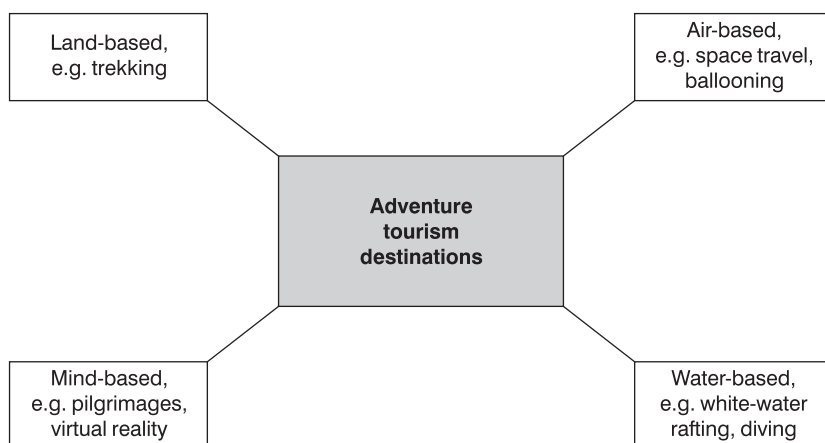 Land-based,
e.g. trekking
Air-based,
e.g. space travel,
ballooning
Adventure
tourism
destinations
Mind-based,
e.g. pilgrimages,
virtual reality
Water-based,
e.g. white-water
rafting, diving